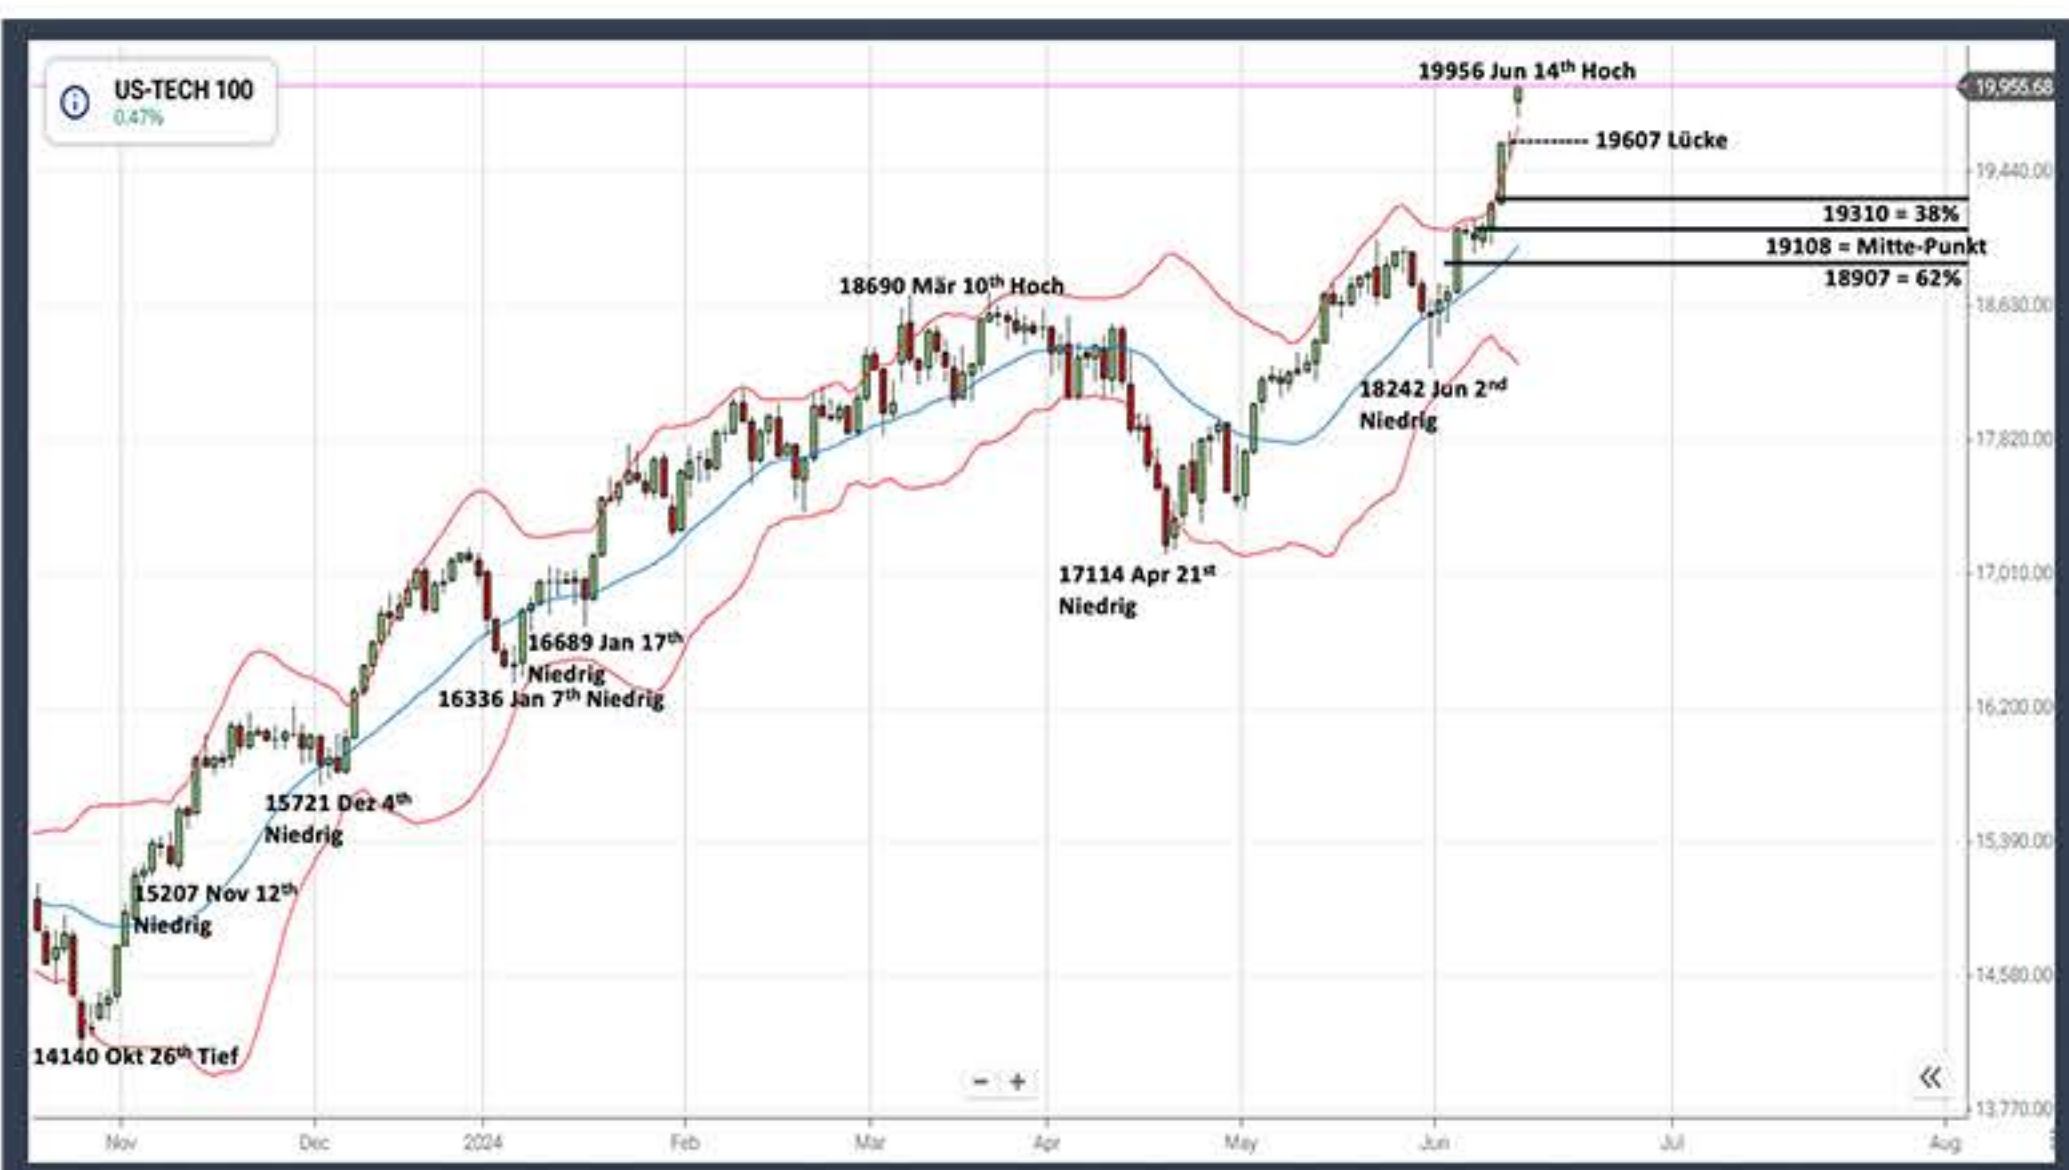 US-TECH 100
0.47%
19956 Jun 14th Hoch
19,955.68
19607 Lücke
19,440.00
19310 = 38%
19108 = Mitte-Punkt
18907 = 62%
18690 Mär 10th Hoch
18,630.00
18242 Jun 2nd
Niedrig
17,820.00
17114 Apr 21st
Niedrig
17,010.00
16689 Jan 17th
Niedrig
16336 Jan 7th Niedrig
16,200.00
15721 Dez 4th
Niedrig
15,390.00
15207 Nov 12th
Niedrig
14,580.00
14140 Okt 26th Tief
13,770.00
Nov Dec 2024 Feb Mar Apr May Jun Jul Aug